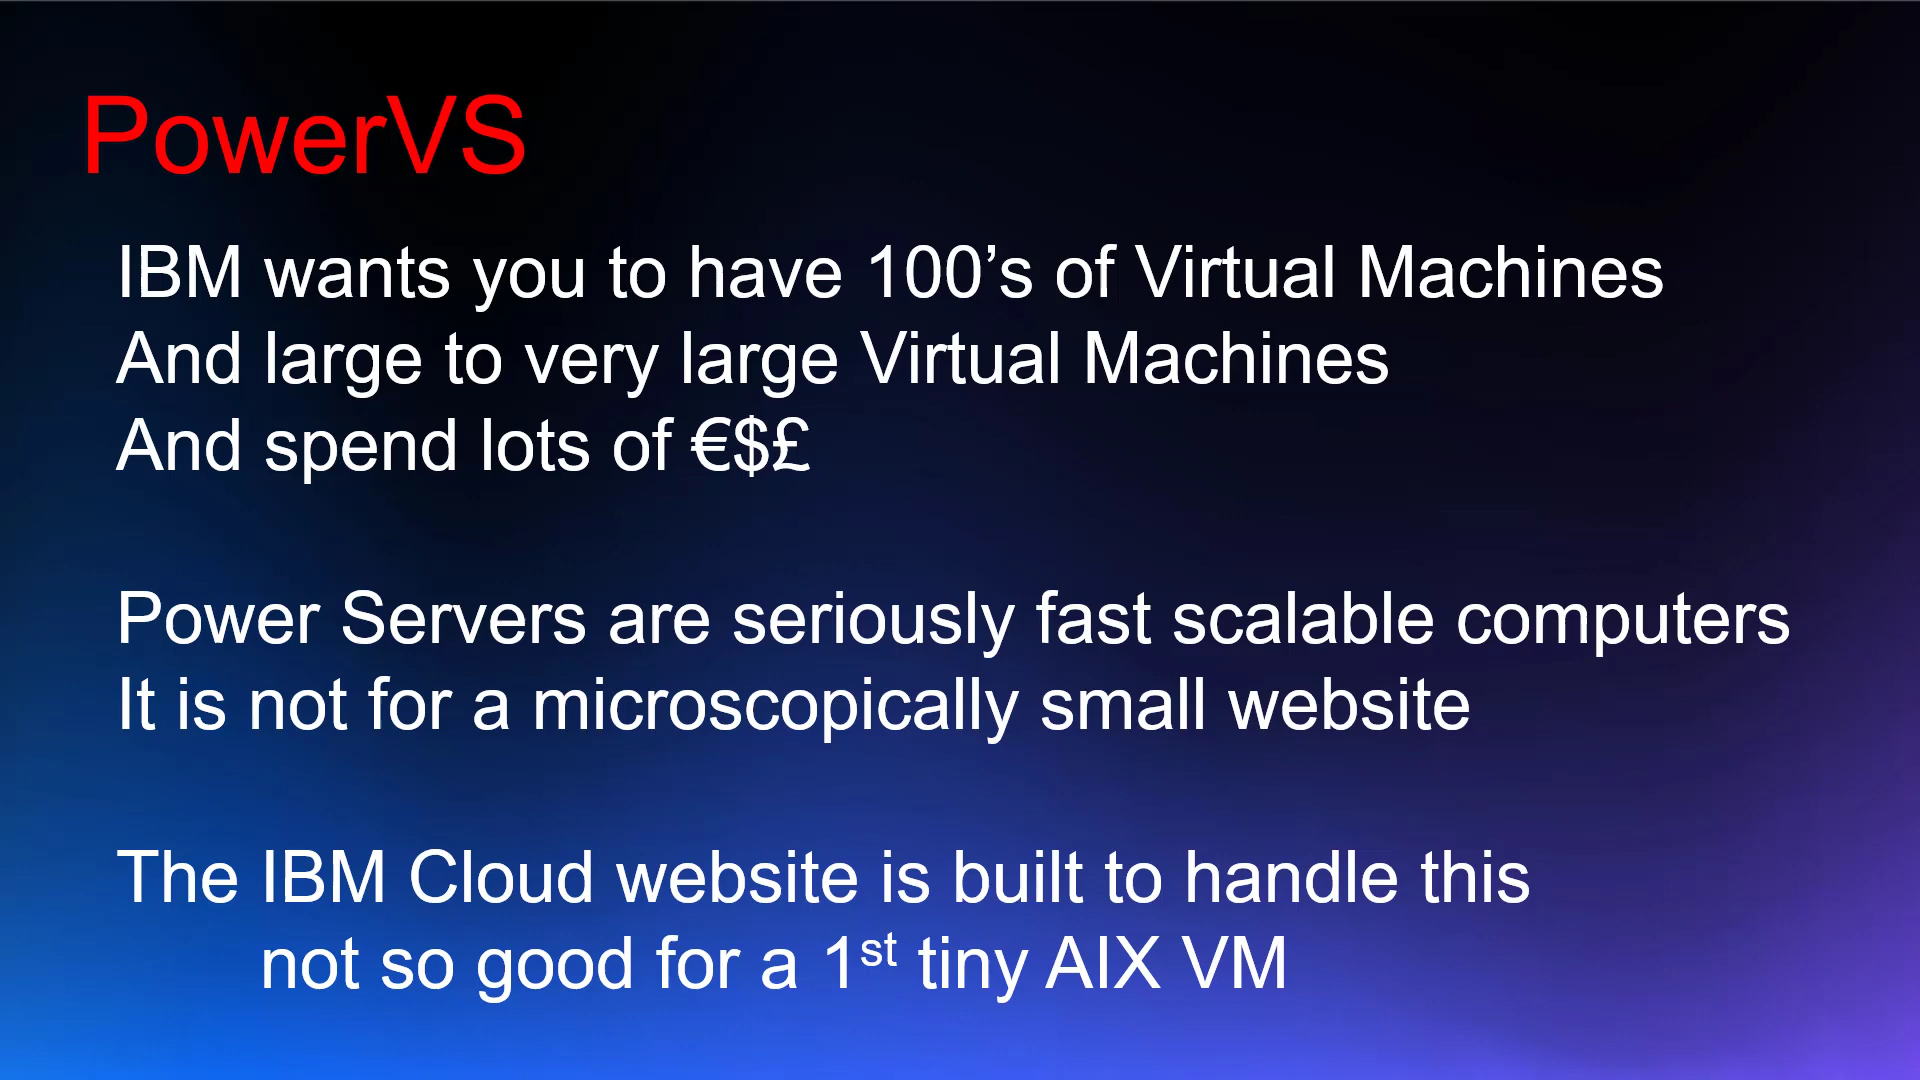 PowerVS
IBM wants you to have 100’s of Virtual Machines
And large to very large Virtual Machines
And spend lots of €$£
Power Servers are seriously fast scalable computers
It is not for a microscopically small website
The IBM Cloud website is built to handle this
not so good for a 1st tiny AIX VM